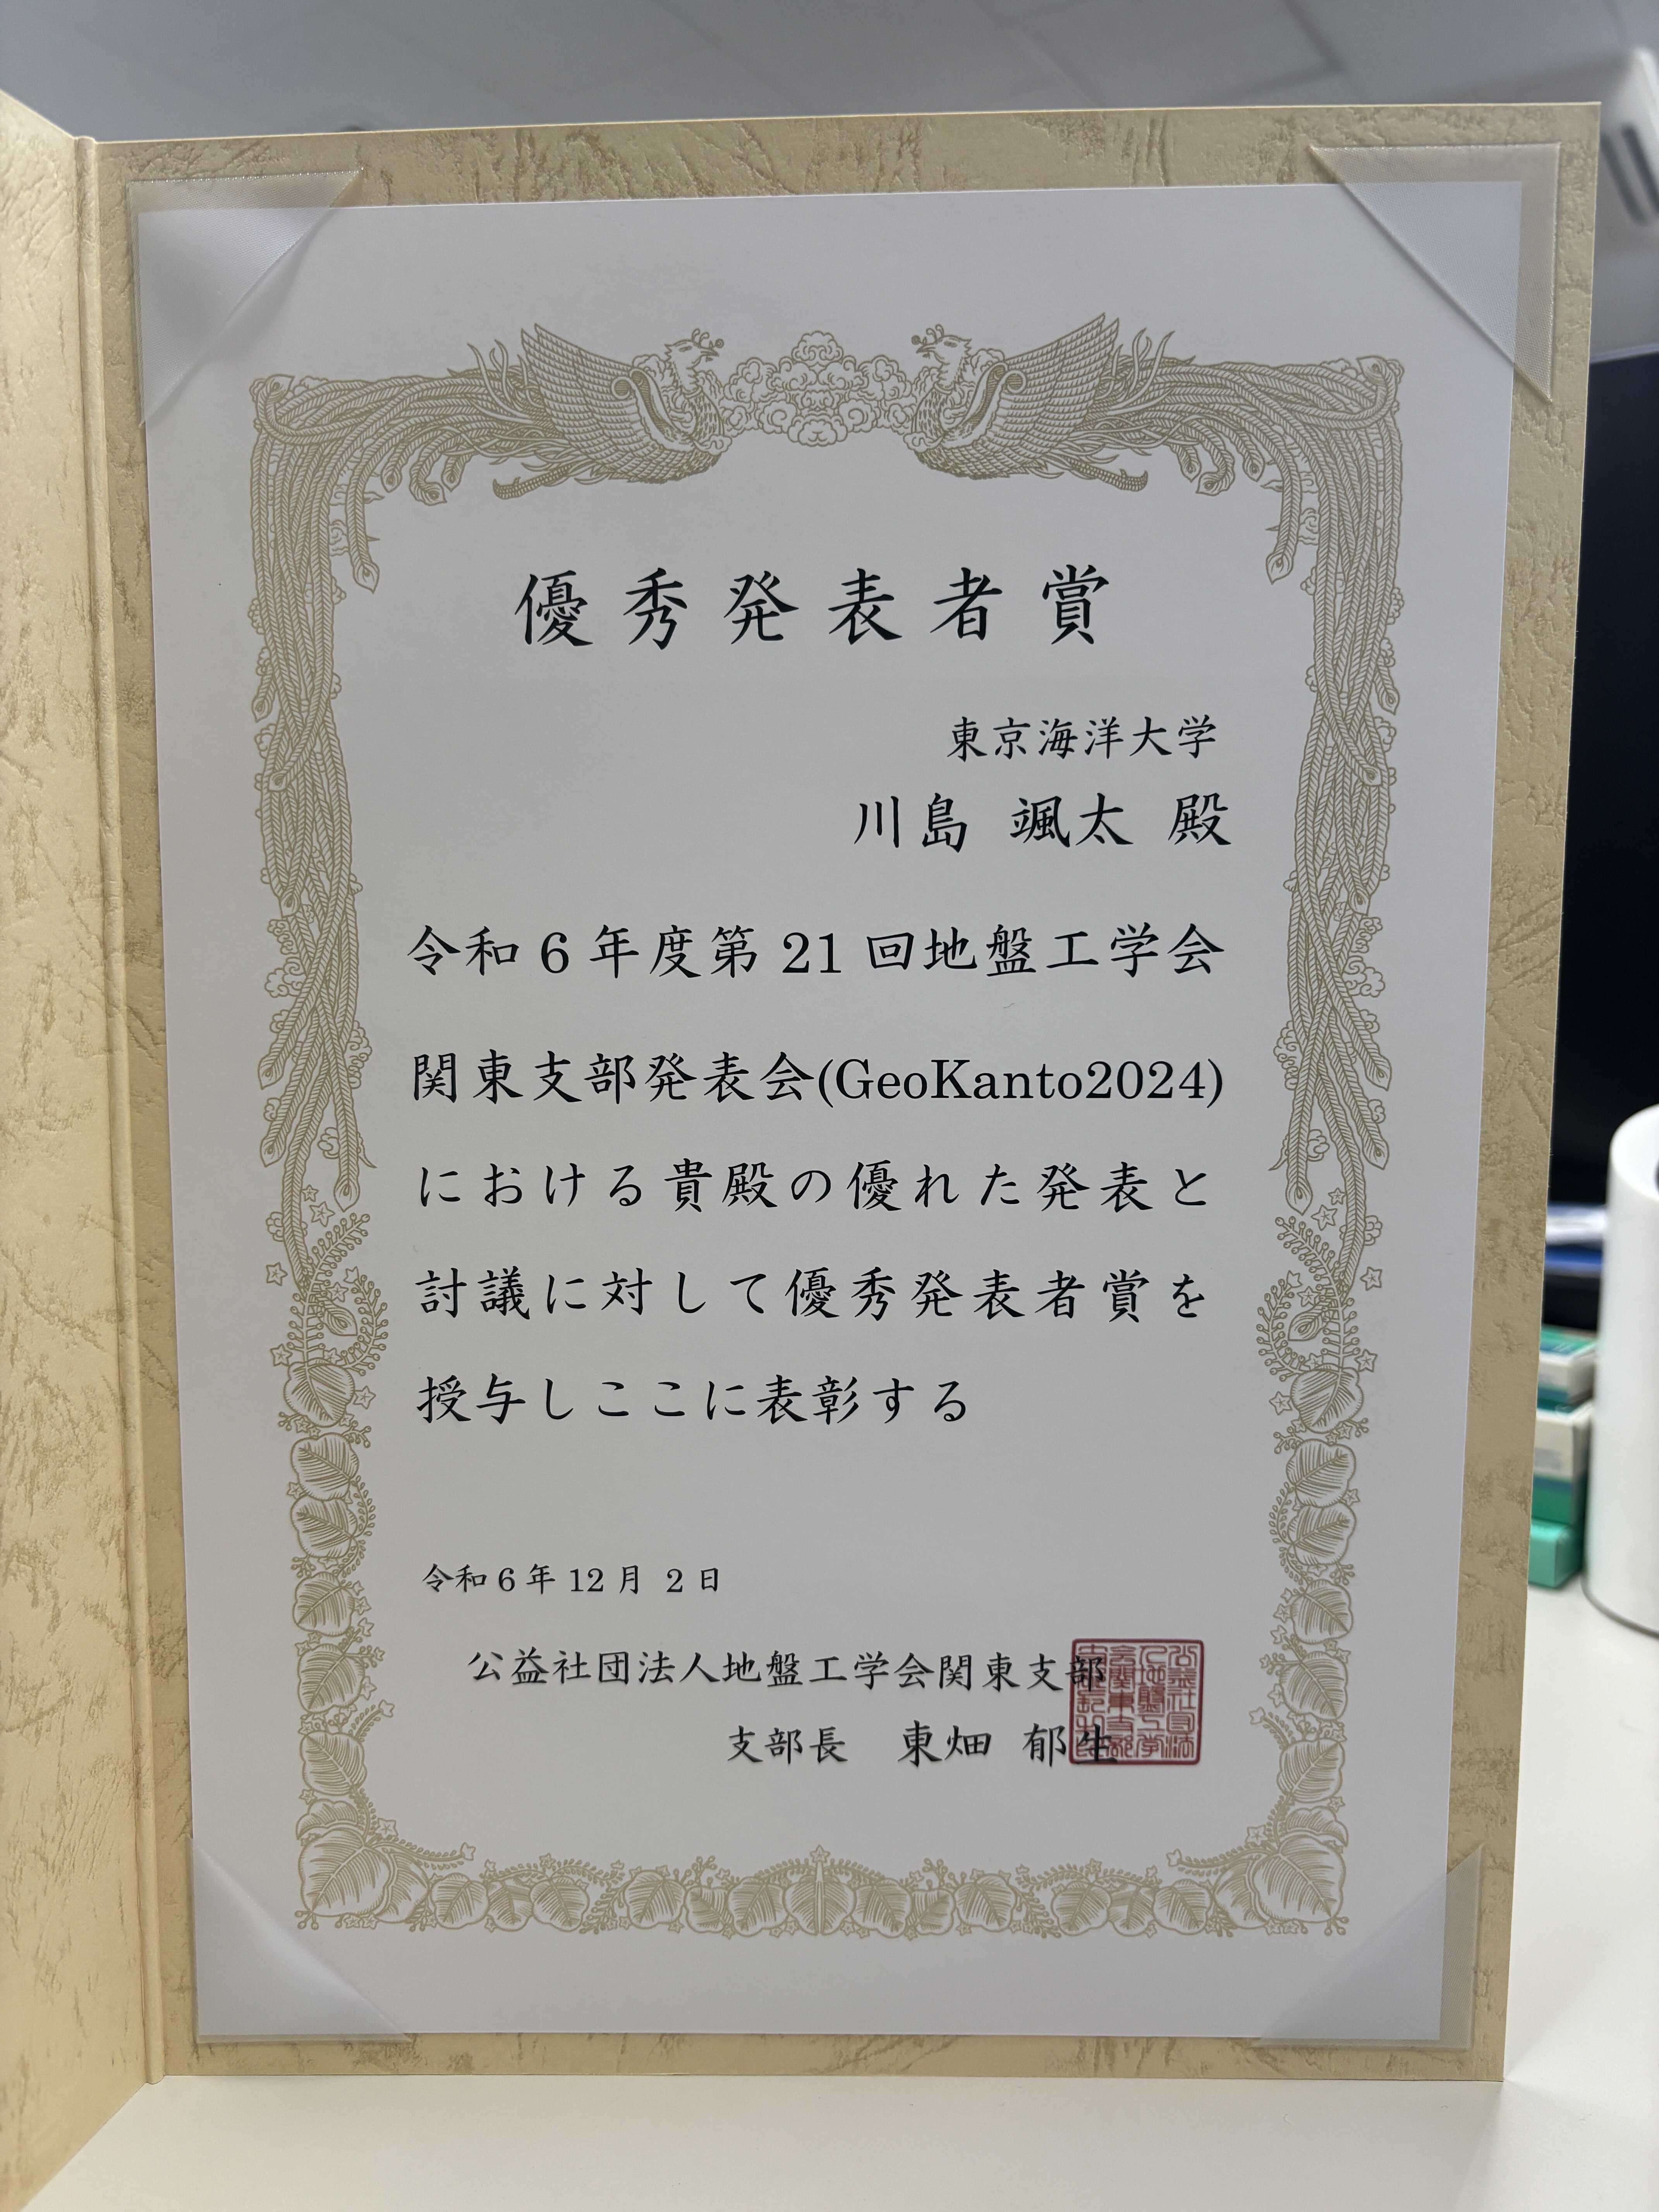 優秀発表者賞
東京海洋大学
川島 颯太 殿
令和6年度第21回地盤工学会
関東支部発表会(GeoKanto2024)
における貴殿の優れた発表と
討議に対して優秀発表者賞を
授与しここに表彰する
令和6年12月 2日
公益社団法人地盤工学会関東支部
支部長 東畑 郁生